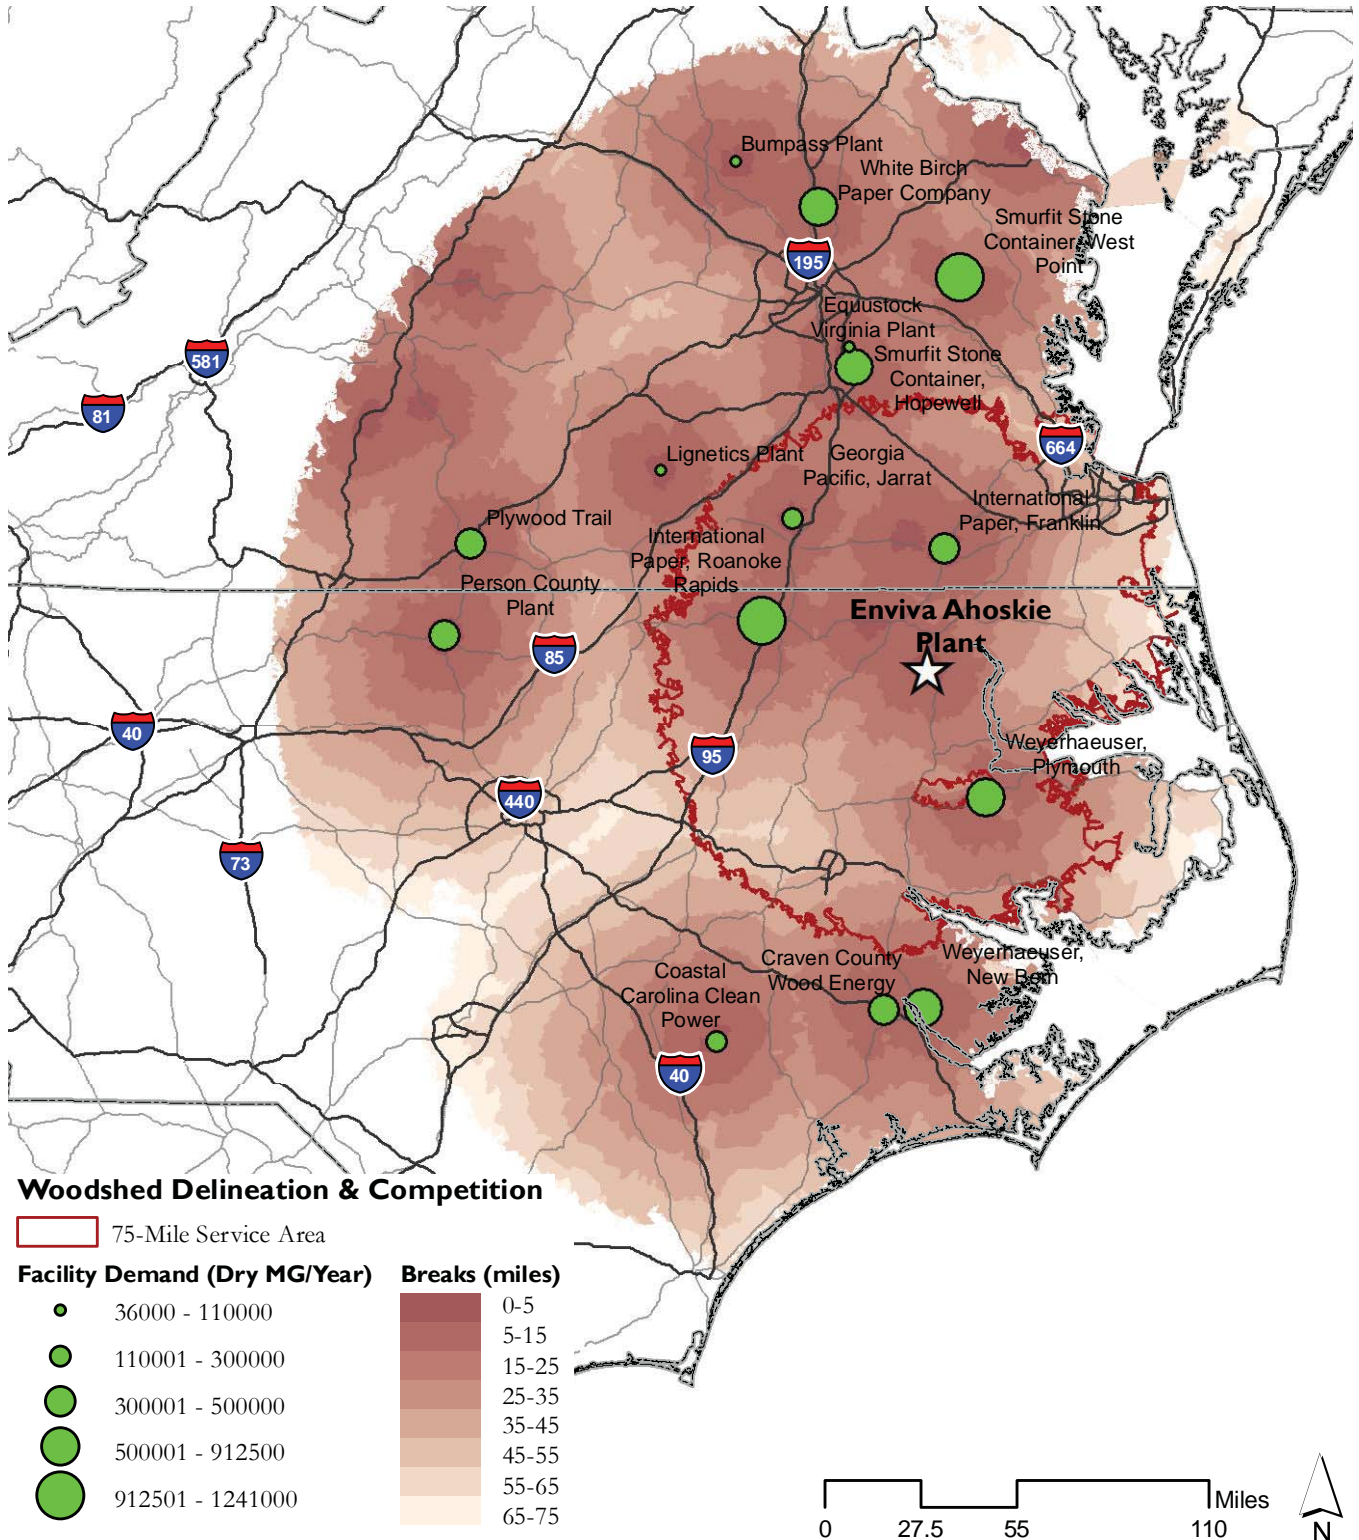 Bumpass Plant
White Birch
Paper Company
Smurfit Stone
Container, West
Point
195
Equustock
Virginia Plant
Smurfit Stone
Container,
Hopewell
581
81
664
Lignetics Plant
Georgia
Pacific, Jarrat
International
Paper, Franklin
Plywood Trail
International
Paper, Roanoke
Rapids
Person County
Plant
Enviva Ahoskie
Plant
85
40
95
Weyerhaeuser,
Plymouth
440
73
Craven County
Wood Energy
Weyerhaeuser,
New Bern
Coastal
Carolina Clean
Power
40
Woodshed Delineation & Competition
75-Mile Service Area
Facility Demand (Dry MG/Year)
36000 - 110000
110001 - 300000
300001 - 500000
500001 - 912500
912501 - 1241000
Breaks (miles)
0-5
5-15
15-25
25-35
35-45
45-55
55-65
65-75
Miles
0 27.5 55 110
N